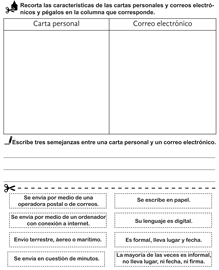 Recorta las características de las cartas personales y correos electró-
nicos y pégalos en la columna que corresponde.
Carta personal
Correo electrónico
Escribe tres semejanzas entre una carta personal y un correo electrónico.
Se envía por medio de una
operadora postal o de correos.
Se escribe en papel.
Se envía por medio de un ordenador
con conexión a internet.
Su lenguaje es digital.
Envío terrestre, áereo o marítimo.
Es formal, lleva lugar y fecha.
Se envía en cuestión de minutos.
La mayoría de las veces es informal,
no lleva lugar, ni fecha, ni firma.